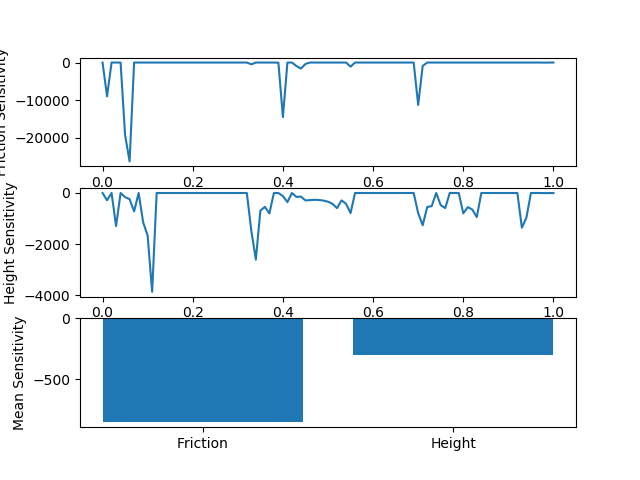 0
−10000
−20000
Friction Sensitivity
0.0 0.2 0.4 0.6 0.8 1.0
0
−2000
−4000
Height Sensitivity
0.0 0.2 0.4 0.6 0.8 1.0
0
−500
Mean Sensitivity
Friction Height